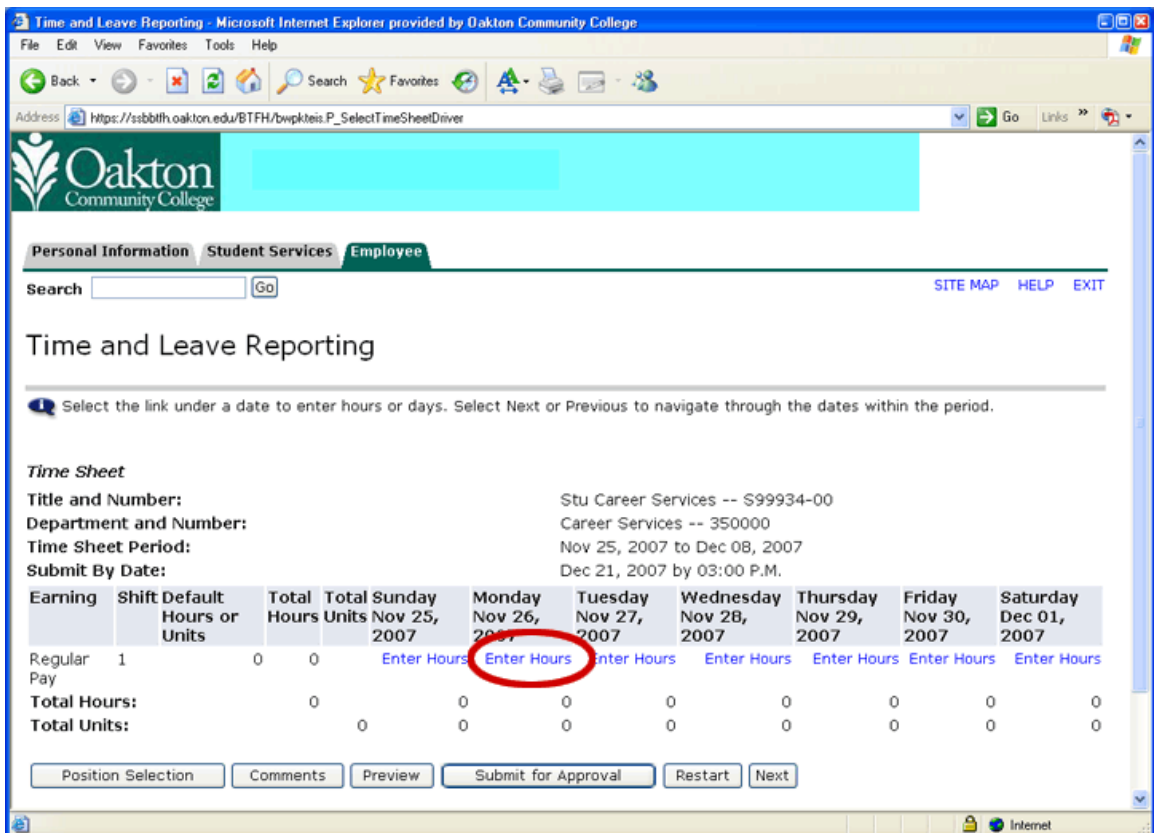 Time and Leave Reporting - Microsoft Internet Explorer provided by Oakton Community College
File Edit View Favorites Tools Help
Back Search Favorites
Address https://ssbbtfh.oakton.edu/BTFH/bwpkteis.P_SelectTimeSheetDriver Go Links »
Oakton
Community College
Personal Information Student Services Employee
Search Go SITE MAP HELP EXIT
Time and Leave Reporting
Select the link under a date to enter hours or days. Select Next or Previous to navigate through the dates within the period.
Time Sheet
Title and Number: Stu Career Services -- S99934-00
Department and Number: Career Services -- 350000
Time Sheet Period: Nov 25, 2007 to Dec 08, 2007
Submit By Date: Dec 21, 2007 by 03:00 P.M.
Earning Shift Default Total Total Sunday Monday Tuesday Wednesday Thursday Friday Saturday
Hours or Hours Units Nov 25, Nov 26, Nov 27, Nov 28, Nov 29, Nov 30, Dec 01,
Units 2007 2007 2007 2007 2007 2007 2007
Regular 1 0 0 Enter Hours Enter Hours Enter Hours Enter Hours Enter Hours Enter Hours Enter Hours
Pay
Total Hours: 0 0 0 0 0 0 0 0
Total Units: 0 0 0 0 0 0 0 0
Position Selection Comments Preview Submit for Approval Restart Next
Internet